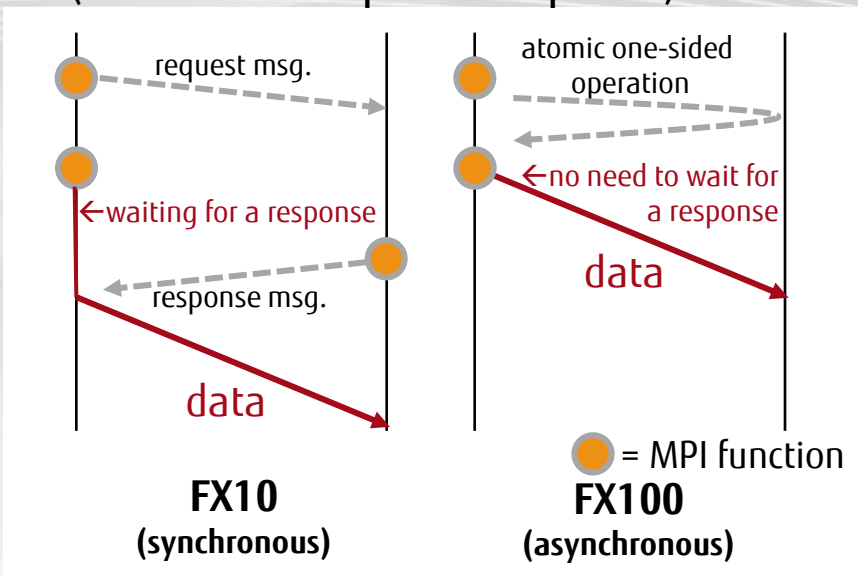 request msg.
←waiting for a response
response msg.
data
FX10
(synchronous)
atomic one-sided
operation
←no need to wait for
a response
data
= MPI function
FX100
(asynchronous)